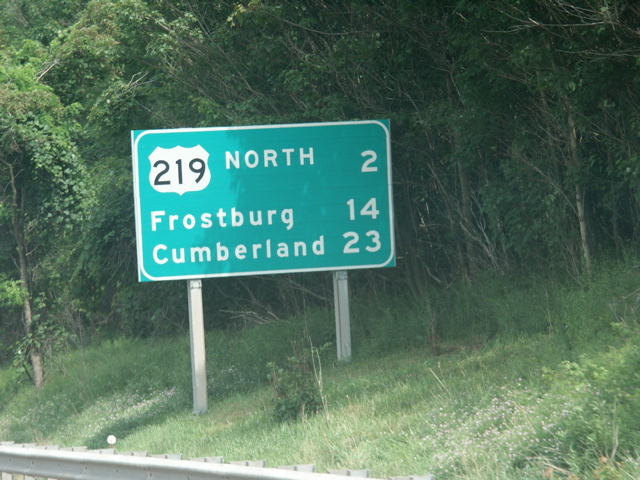 219 NORTH 2
Frostburg 14
Cumberland 23